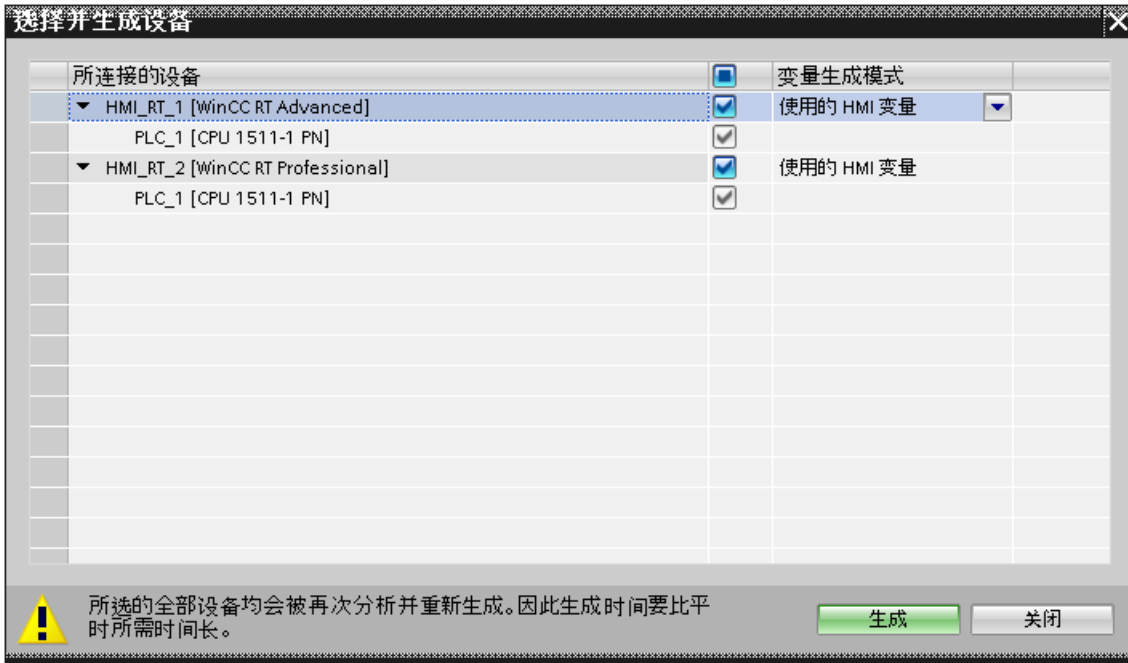 选择并生成设备
所连接的设备 变量生成模式
HMI_RT_1 [WinCC RT Advanced] 使用的 HMI 变量
PLC_1 [CPU 1511-1 PN]
HMI_RT_2 [WinCC RT Professional] 使用的 HMI 变量
PLC_1 [CPU 1511-1 PN]
所选的全部设备均会被再次分析并重新生成。因此生成时间要比平
时所需时间长。
生成 关闭